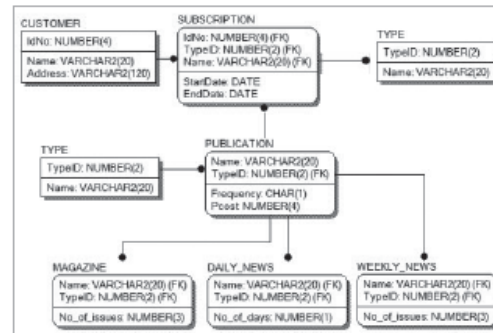 CUSTOMER
IdNo: NUMBER(4)
Name: VARCHAR2(20)
Address: VARCHAR2(120)
SUBSCRIPTION
IdNo: NUMBER(4) (FK)
TypeID: NUMBER(2) (FK)
Name: VARCHAR2(20) (FK)
StartDate: DATE
EndDate: DATE
TYPE
TypeID: NUMBER(2)
Name: VARCHAR2(20)
TYPE
TypeID: NUMBER(2)
Name: VARCHAR2(20)
PUBLICATION
Name: VARCHAR2(20)
TypeID: NUMBER(2) (FK)
Frequency: CHAR(1)
Pcost: NUMBER(4)
MAGAZINE
Name: VARCHAR2(20) (FK)
TypeID: NUMBER(2) (FK)
No_of_issues: NUMBER(3)
DAILY_NEWS
Name: VARCHAR2(20) (FK)
TypeID: NUMBER(2) (FK)
No_of_days: NUMBER(1)
WEEKLY_NEWS
Name: VARCHAR2(20) (FK)
TypeID: NUMBER(2) (FK)
No_of_issues: NUMBER(3)